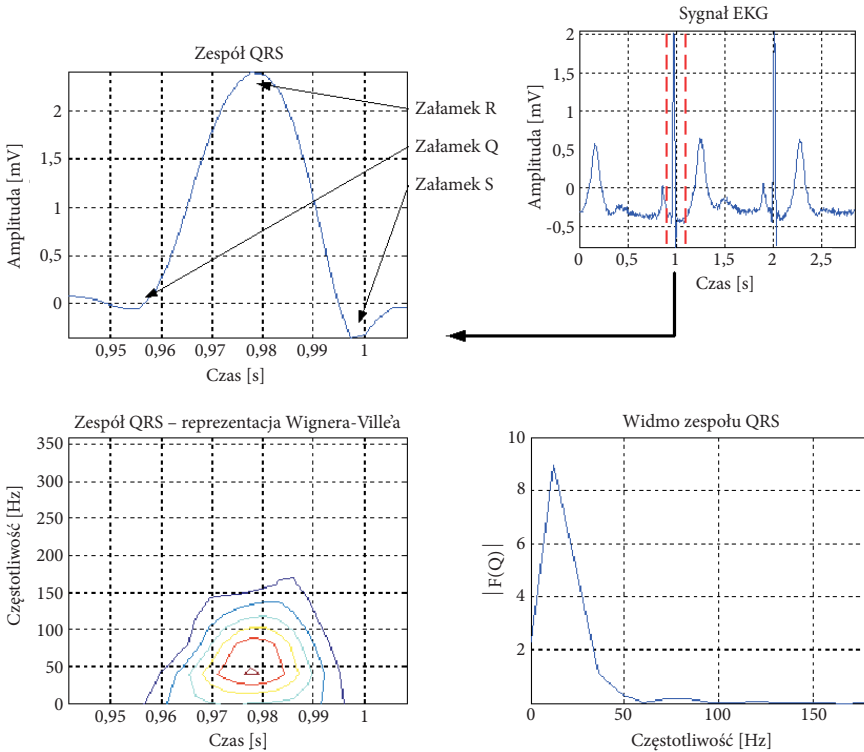 Zespół QRS
Amplituda [mV]
2
1,5
1
0,5
0
0,95 0,96 0,97 0,98 0,99 1
Czas [s]
Załamek R
Załamek Q
Załamek S
Sygnał EKG
Amplituda [mV]
2
1,5
1
0,5
0
-0,5
0 0,5 1 1,5 2 2,5
Czas [s]
Zespół QRS – reprezentacja Wignera-Ville'a
Częstotliwość [Hz]
350
300
250
200
150
100
50
0
0,95 0,96 0,97 0,98 0,99 1
Czas [s]
Widmo zespołu QRS
|F(Q)|
10
8
6
4
2
0 50 100 150
Częstotliwość [Hz]